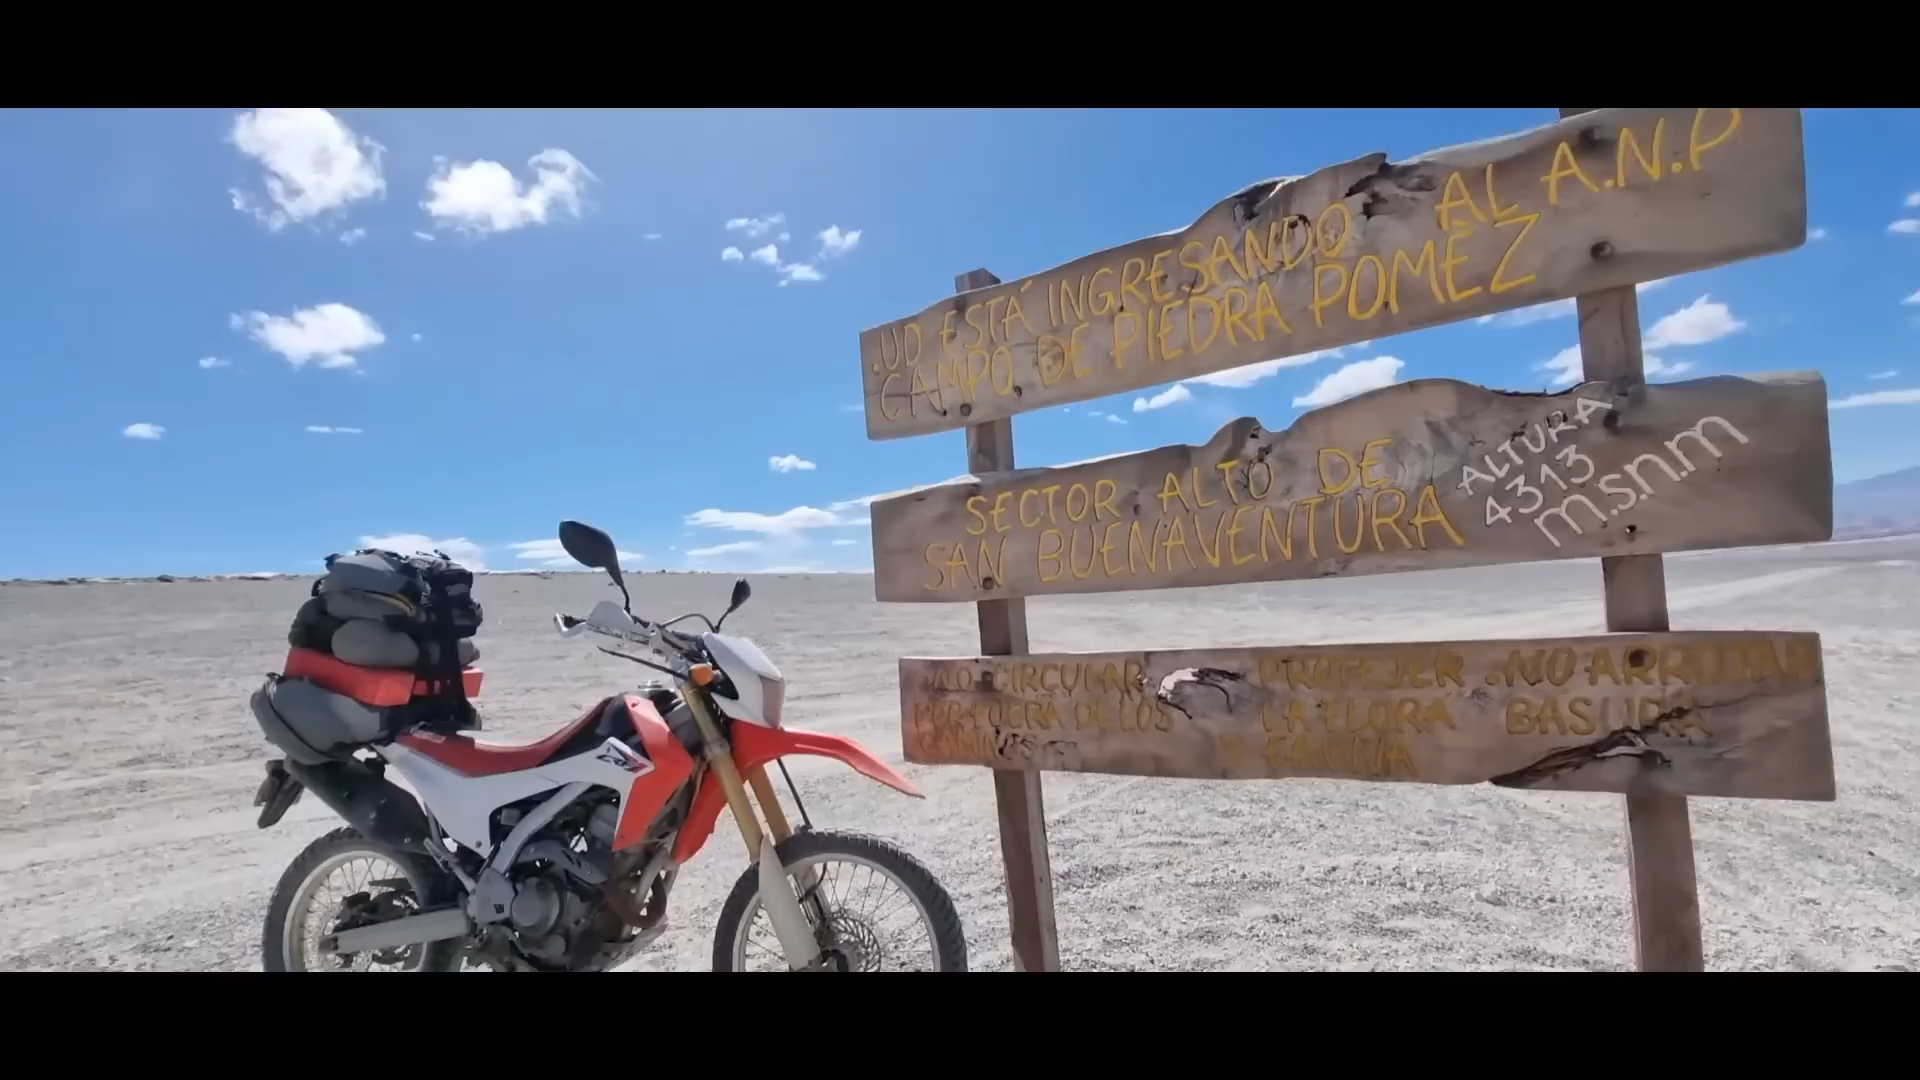 .UD ESTÁ INGRESANDO AL A.N.P
CAMPO DE PIEDRA POMÉZ
SECTOR ALTO DE
SAN BUENAVENTURA
ALTURA
4313
m.s.n.m
.NO CIRCULAR
POR FUERA DE LOS
CAMINOS
PROTEJER
LA FLORA
Y FAUNA
.NO ARROJAR
BASURA